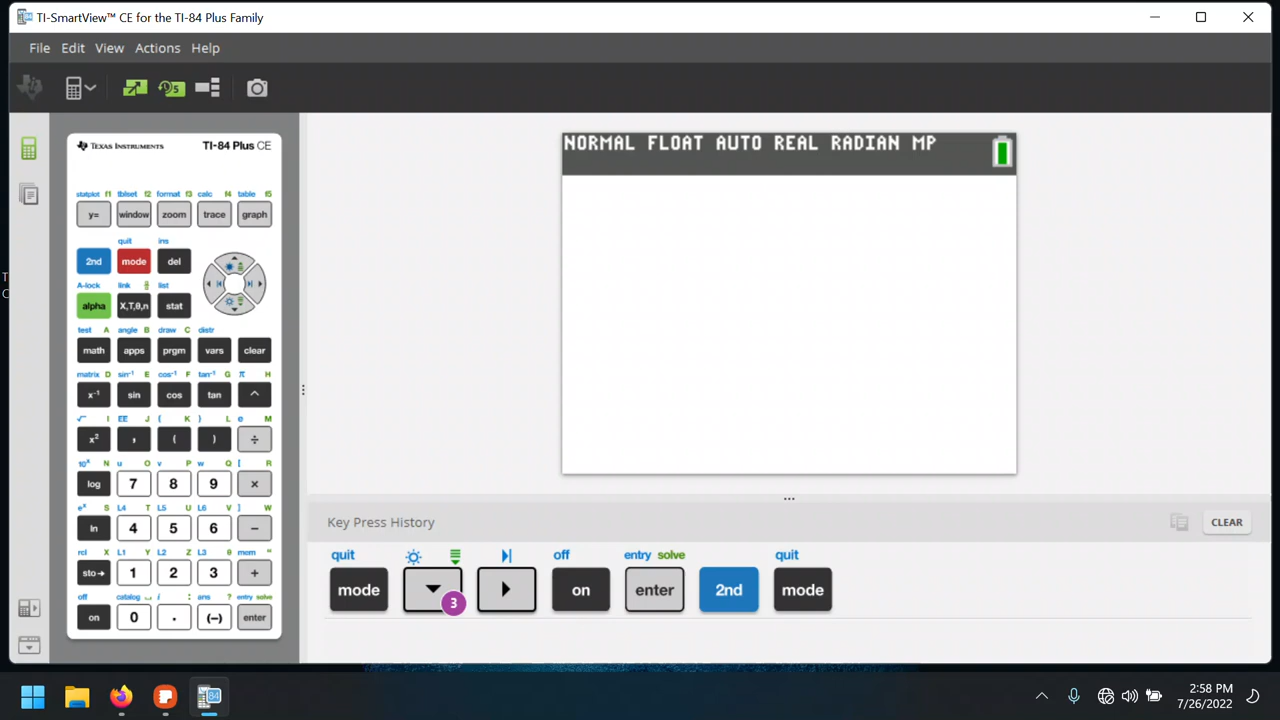 TI-SmartView™ CE for the TI-84 Plus Family
File Edit View Actions Help
5
TEXAS INSTRUMENTS TI-84 Plus CE
statplot f1 tblset f2 format f3 calc f4 table f5
y= window zoom trace graph
quit ins
2nd mode del
A-lock link list
alpha X,T,θ,n stat
test A angle B draw C distr
math apps prgm vars clear
matrix D sin⁻¹ E cos⁻¹ F tan⁻¹ G π H
x⁻¹ sin cos tan ^
√ I EE J { K } L e M
x² , ( ) ÷
10ˣ N u O v P w Q [ R
log 7 8 9 ×
eˣ S L4 T L5 U L6 V ] W
ln 4 5 6 −
rcl X L1 Y L2 Z L3 θ mem "
sto→ 1 2 3 +
off catalog ⎵ i : ans ? entry solve
on 0 . (−) enter
NORMAL FLOAT AUTO REAL RADIAN MP
Key Press History
CLEAR
quit off entry solve quit
mode 3 on enter 2nd mode
T
C
84
2:58 PM
7/26/2022